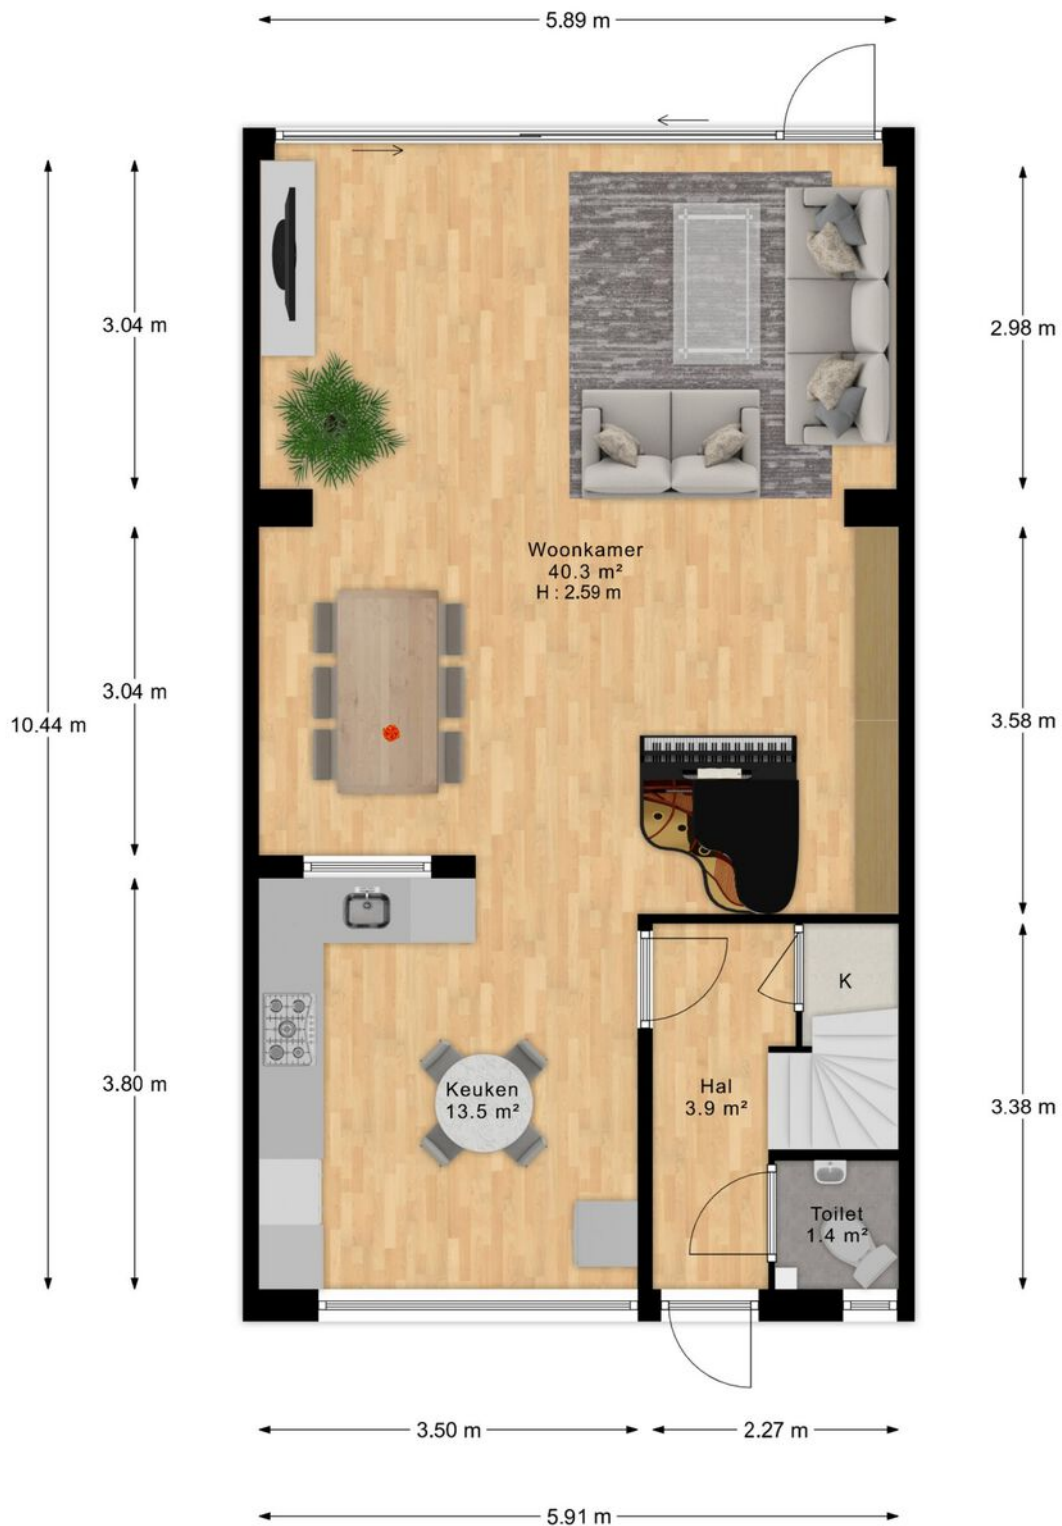 5.89 m
3.04 m
2.98 m
Woonkamer
40.3 m²
H : 2.59 m
3.04 m
10.44 m
3.58 m
K
Keuken
13.5 m²
3.80 m
Hal
3.9 m²
3.38 m
Toilet
1.4 m²
3.50 m
2.27 m
5.91 m